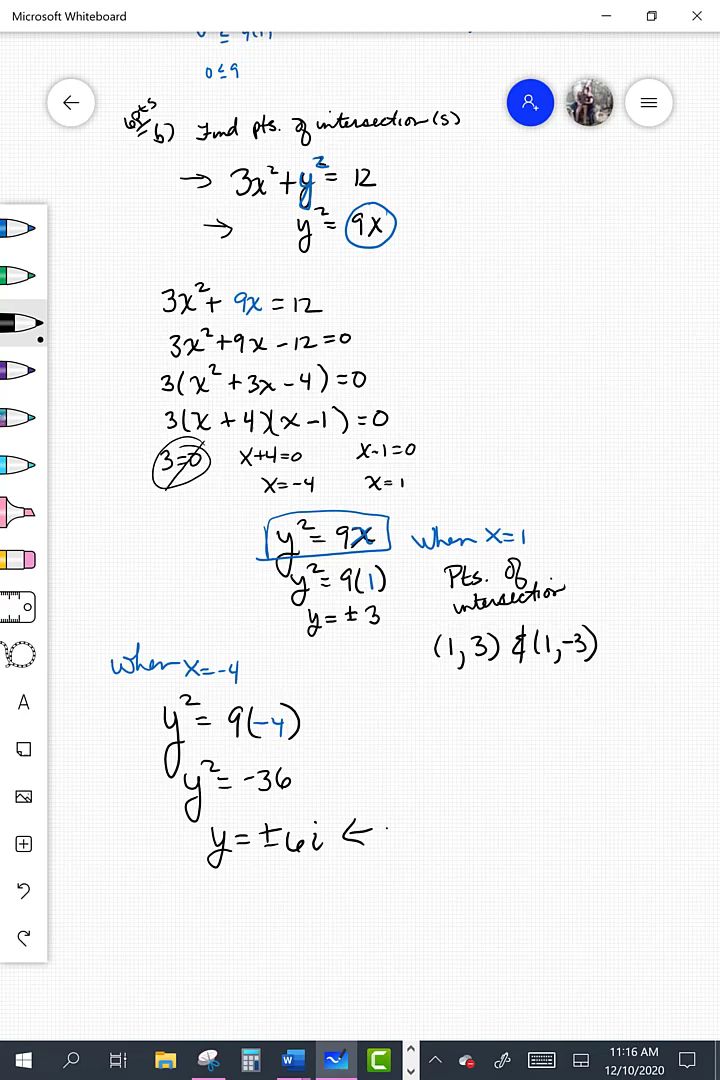 Microsoft Whiteboard
0 ≤ 9(1)
0 ≤ 9
6pts b) Find pts. of intersection(s)
→ 3x² + y² = 12
→ y² = 9x
3x² + 9x = 12
3x² + 9x - 12 = 0
3(x² + 3x - 4) = 0
3(x + 4)(x - 1) = 0
3=0 x+4=0 x-1=0
x=-4 x=1
y² = 9x when x=1
y² = 9(1) Pts. of
intersection
y = ± 3
(1, 3) & (1, -3)
when x=-4
y² = 9(-4)
y² = -36
y = ±6i ←
11:16 AM
12/10/2020